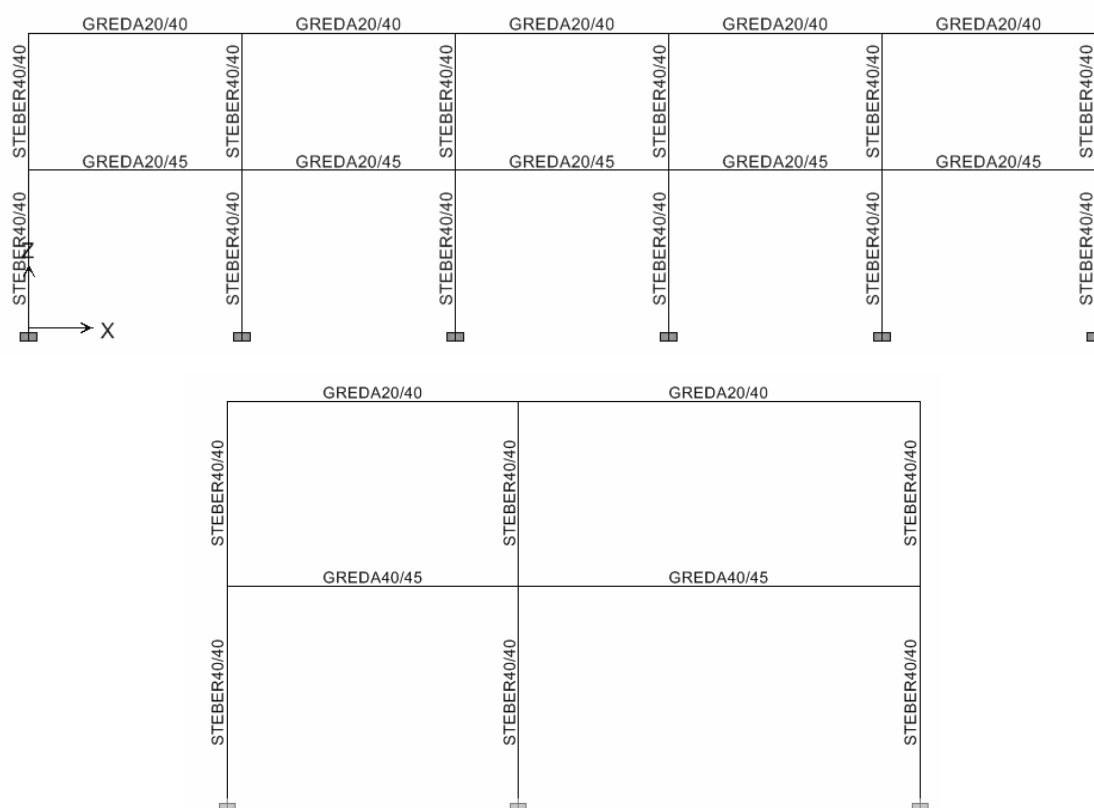 GREDA20/40 GREDA20/40 GREDA20/40 GREDA20/40 GREDA20/40
STEBER40/40 STEBER40/40 STEBER40/40 STEBER40/40 STEBER40/40 STEBER40/40
GREDA20/45 GREDA20/45 GREDA20/45 GREDA20/45 GREDA20/45
STEBER40/40 STEBER40/40 STEBER40/40 STEBER40/40 STEBER40/40 STEBER40/40
Z
X
GREDA20/40 GREDA20/40
STEBER40/40 STEBER40/40 STEBER40/40
GREDA40/45 GREDA40/45
STEBER40/40 STEBER40/40 STEBER40/40